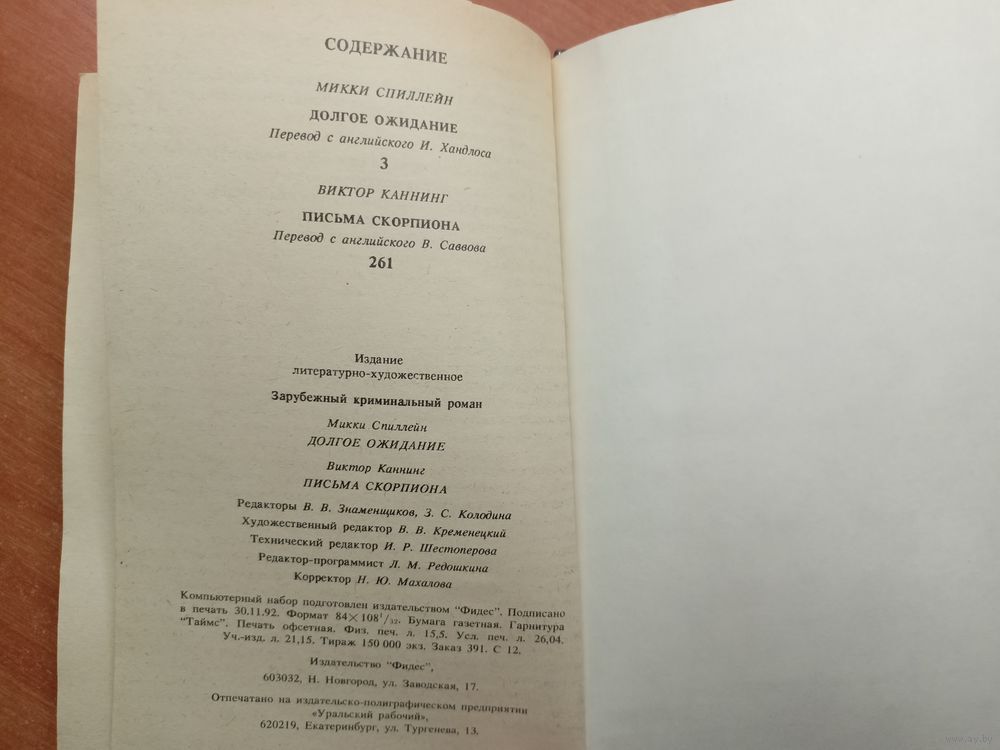 СОДЕРЖАНИЕ
МИККИ СПИЛЛЕЙН
ДОЛГОЕ ОЖИДАНИЕ
Перевод с английского И. Хандлоса
3
ВИКТОР КАННИНГ
ПИСЬМА СКОРПИОНА
Перевод с английского В. Саввова
261
Издание
литературно-художественное
Зарубежный криминальный роман
Микки Спиллейн
ДОЛГОЕ ОЖИДАНИЕ
Виктор Каннинг
ПИСЬМА СКОРПИОНА
Редакторы В. В. Знаменщиков, З. С. Колодина
Художественный редактор В. В. Кременецкий
Технический редактор И. Р. Шестоперова
Редактор-программист Л. М. Редошкина
Корректор Н. Ю. Махалова
Компьютерный набор подготовлен издательством "Фидес". Подписано
в печать 30.11.92. Формат 84×108¹/₃₂. Бумага газетная. Гарнитура
"Таймс". Печать офсетная. Физ. печ. л. 15,5. Усл. печ. л. 26,04.
Уч.-изд. л. 21,15. Тираж 150 000 экз. Заказ 391. С 12.
Издательство "Фидес",
603032, Н. Новгород, ул. Заводская, 17.
Отпечатано на издательско-полиграфическом предприятии
«Уральский рабочий»,
620219, Екатеринбург, ул. Тургенева, 13.
www.ay.by